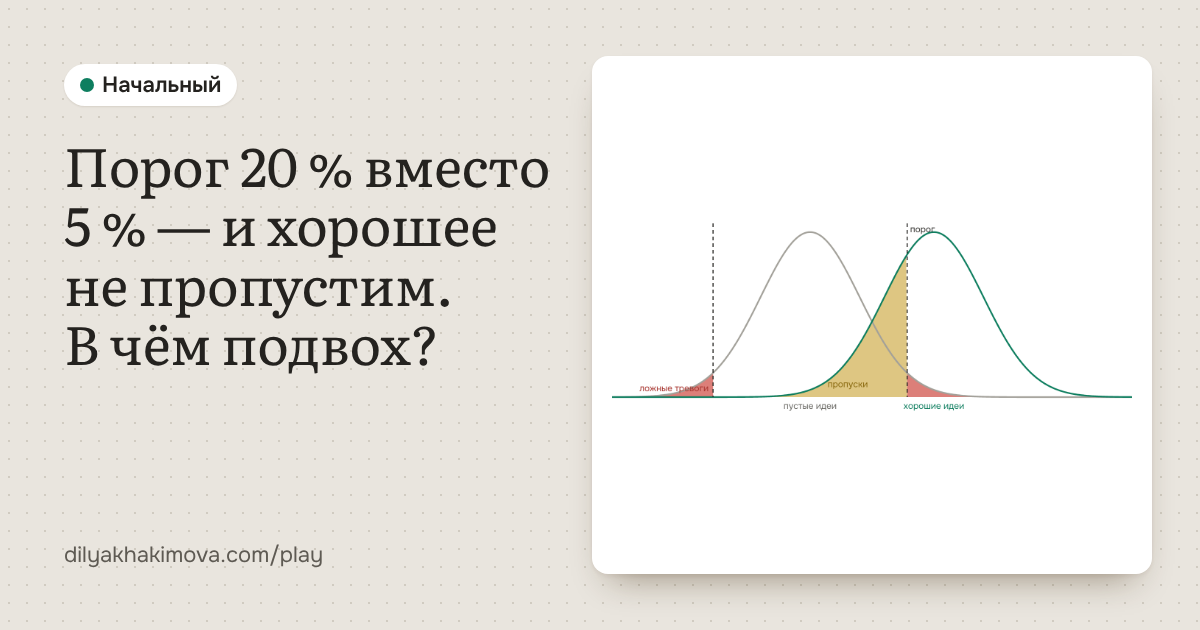 Начальный
Порог 20 % вместо
5 % — и хорошее
не пропустим.
В чём подвох?
dilyakhakimova.com/play
порог
ложные тревоги
пропуски
пустые идеи
хорошие идеи